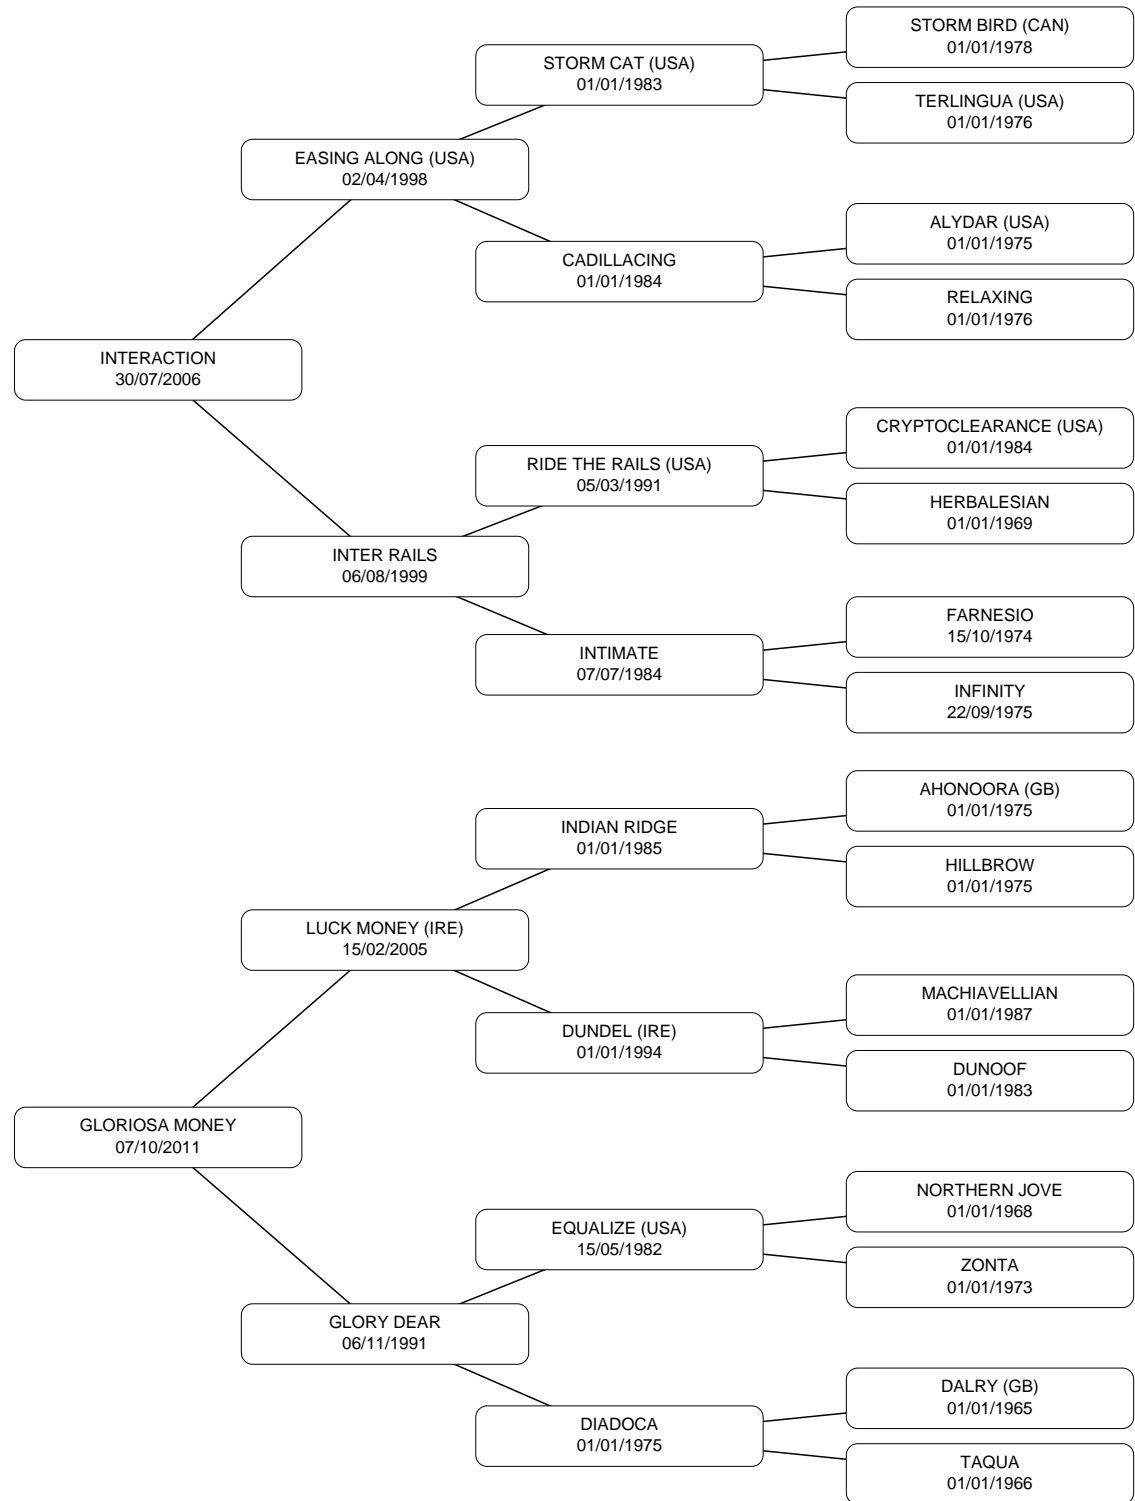 STORM BIRD (CAN)
01/01/1978
STORM CAT (USA)
01/01/1983
TERLINGUA (USA)
01/01/1976
EASING ALONG (USA)
02/04/1998
ALYDAR (USA)
01/01/1975
CADILLACING
01/01/1984
RELAXING
01/01/1976
INTERACTION
30/07/2006
CRYPTOCLEARANCE (USA)
01/01/1984
RIDE THE RAILS (USA)
05/03/1991
HERBALESIAN
01/01/1969
INTER RAILS
06/08/1999
FARNESIO
15/10/1974
INTIMATE
07/07/1984
INFINITY
22/09/1975
AHONOORA (GB)
01/01/1975
INDIAN RIDGE
01/01/1985
HILLBROW
01/01/1975
LUCK MONEY (IRE)
15/02/2005
MACHIAVELLIAN
01/01/1987
DUNDEL (IRE)
01/01/1994
DUNOOF
01/01/1983
GLORIOSA MONEY
07/10/2011
NORTHERN JOVE
01/01/1968
EQUALIZE (USA)
15/05/1982
ZONTA
01/01/1973
GLORY DEAR
06/11/1991
DALRY (GB)
01/01/1965
DIADOCA
01/01/1975
TAQUA
01/01/1966